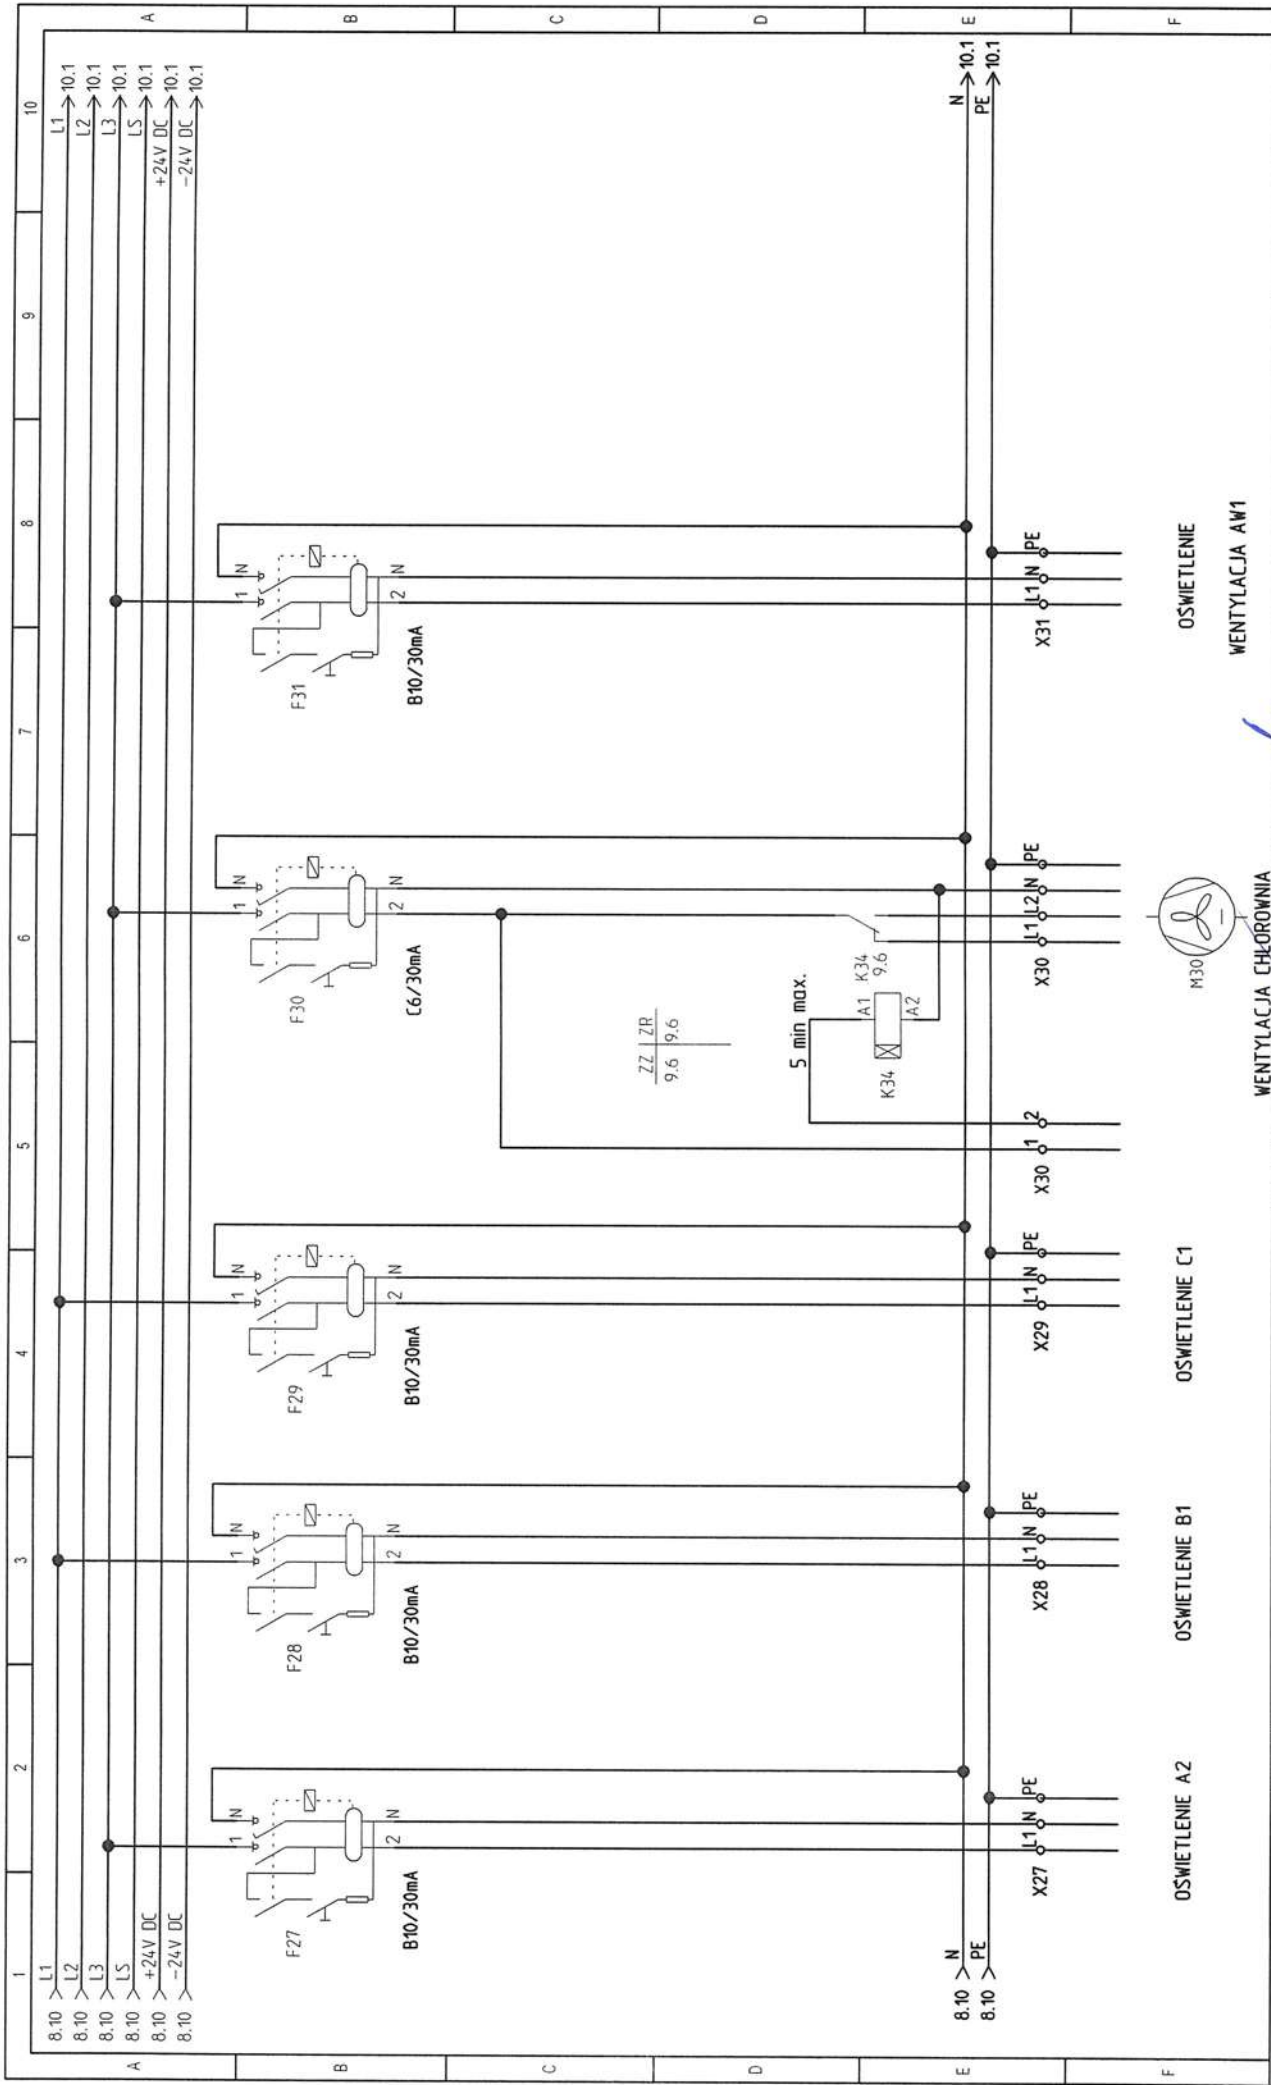 1 2 3 4 5 6 7 8 9 10
A A
8.10 L1 L1 10.1
8.10 L2 L2 10.1
8.10 L3 L3 10.1
8.10 LS LS 10.1
8.10 +24V DC +24V DC 10.1
8.10 -24V DC -24V DC 10.1
B B
1 N 1 N 1 N 1 N 1 N
F27 F28 F29 F30 F31
2 N 2 N 2 N 2 N 2 N
B10/30mA B10/30mA B10/30mA C6/30mA B10/30mA
C C
ZZ ZR
9.6 9.6
D D
5 min max.
A1 K34
9.6
K34 A2
E E
8.10 N N 10.1
8.10 PE PE 10.1
X27 L1 N PE X28 L1 N PE X29 L1 N PE X30 1 2 X30 L1 L2 N PE X31 L1 N PE
F F
M30
OŚWIETLENIE A2 OŚWIETLENIE B1 OŚWIETLENIE C1 OŚWIETLENIE
WENTYLACJA CHLOROWNIA WENTYLACJA AW1